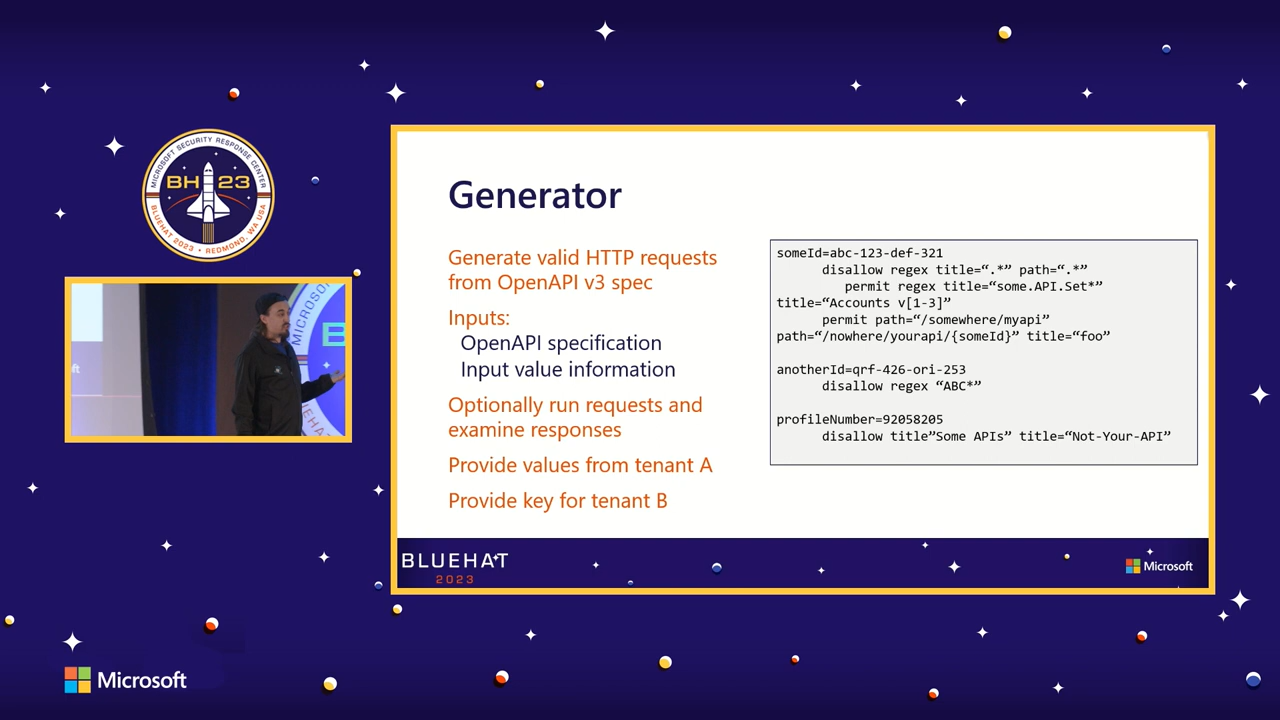 MICROSOFT SECURITY RESPONSE CENTER
BH 23
BLUEHAT 2023 • REDMOND, WA USA
Generator
Generate valid HTTP requests
from OpenAPI v3 spec
Inputs:
OpenAPI specification
Input value information
Optionally run requests and
examine responses
Provide values from tenant A
Provide key for tenant B
someId=abc-123-def-321
disallow regex title=“.*” path=“.*”
permit regex title=“some.API.Set*”
title=“Accounts v[1-3]”
permit path=“/somewhere/myapi”
path=“/nowhere/yourapi/{someId}” title=“foo”
anotherId=qrf-426-ori-253
disallow regex “ABC*”
profileNumber=92058205
disallow title”Some APIs” title=“Not-Your-API”
BLUEHAT
2023
Microsoft
Microsoft